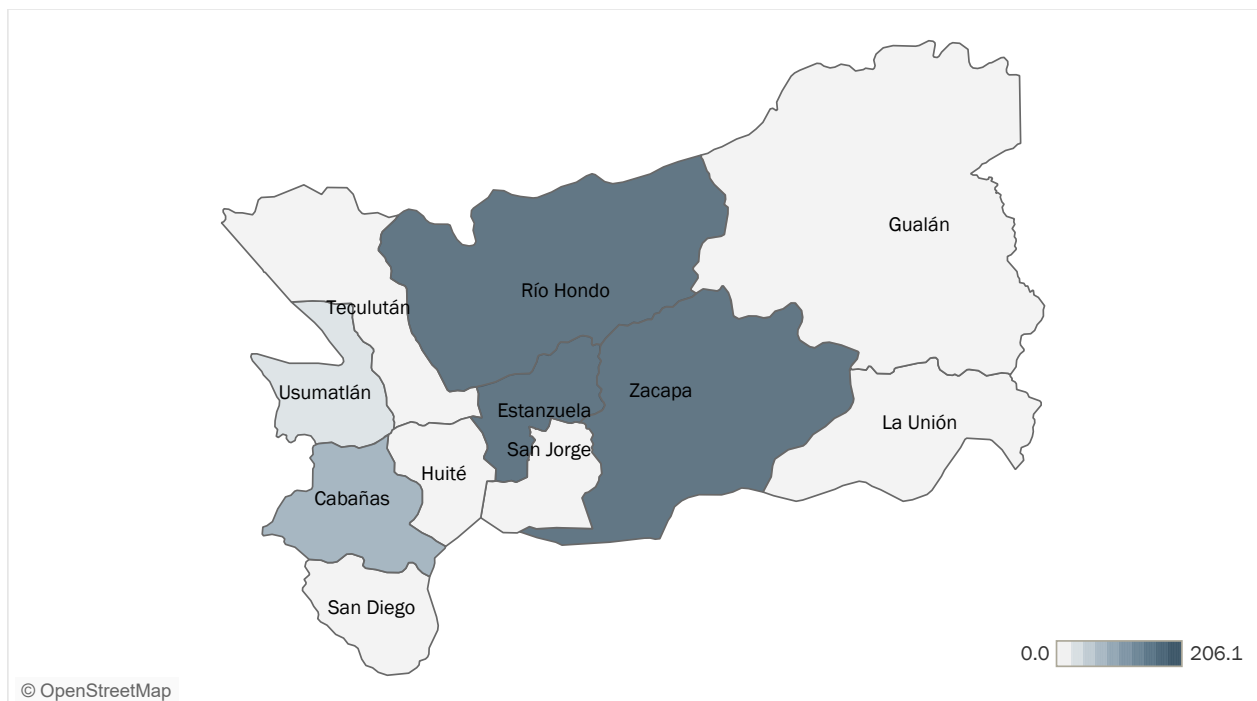 Gualán
Río Hondo
Teculután
Usumatlán
Zacapa
Estanzuela
La Unión
San Jorge
Huité
Cabañas
San Diego
0.0 206.1
© OpenStreetMap